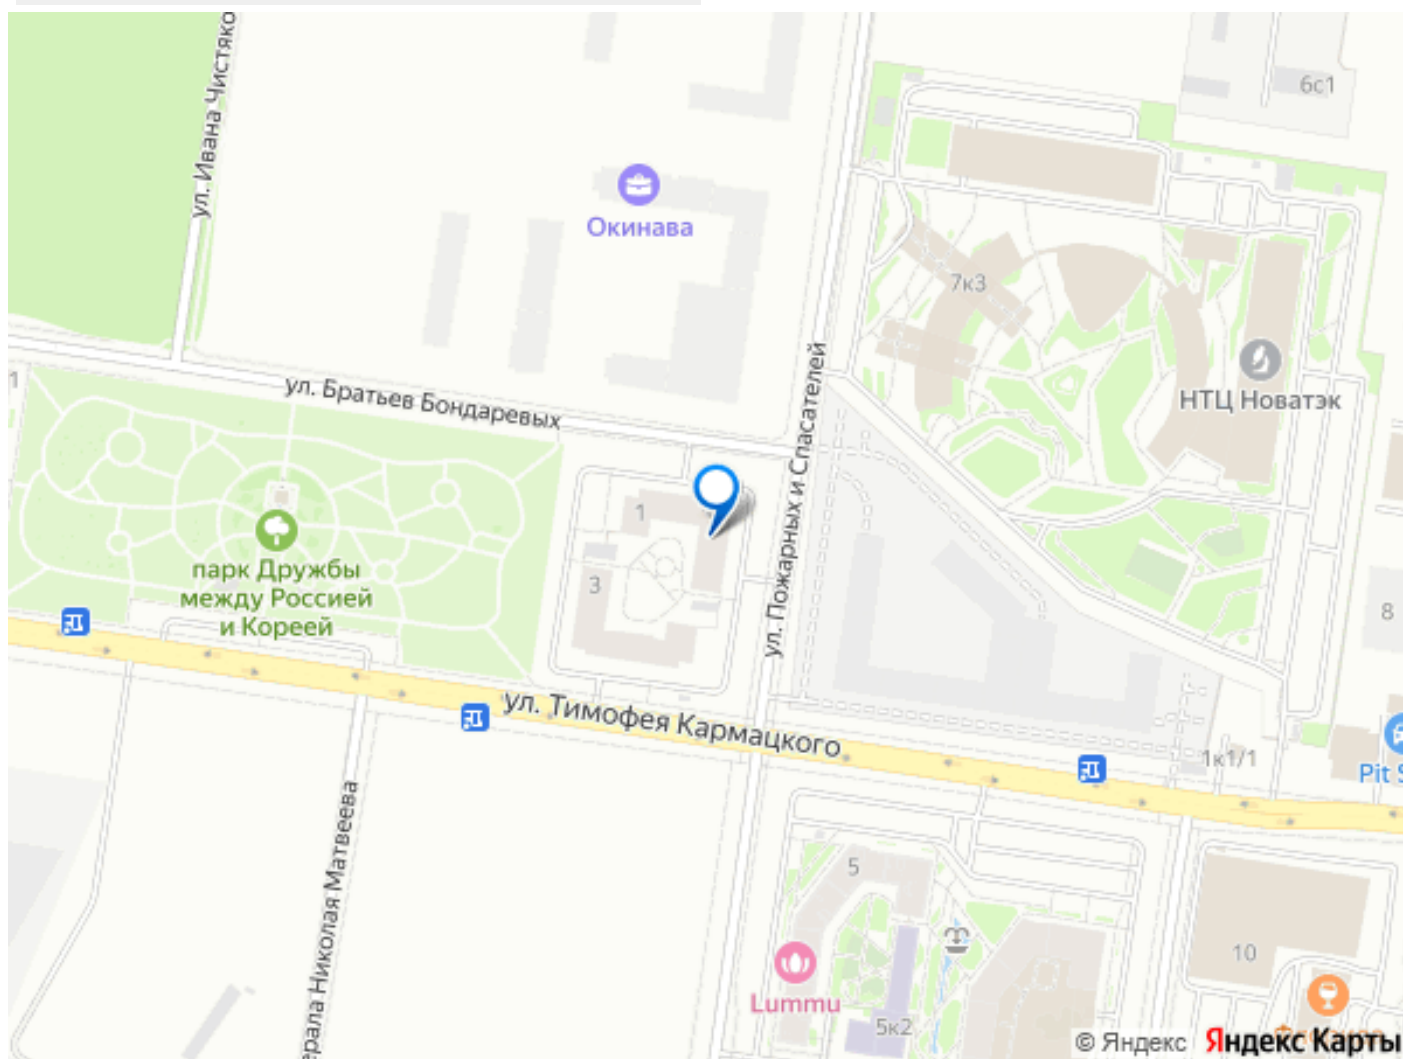 ул. Ивана Чистяко
6с1
Окинава
7к3
НТЦ Новатэк
1
ул. Братьев Бондаревых
ул. Пожарных и Спасателей
1
парк Дружбы
между Россией
и Кореей
3
8
ул. Тимофея Кармацкого
1к1/1
Pit S
ерала Николая Матвеева
5
10
Lummu
5к2
© Яндекс Яндекс Карты